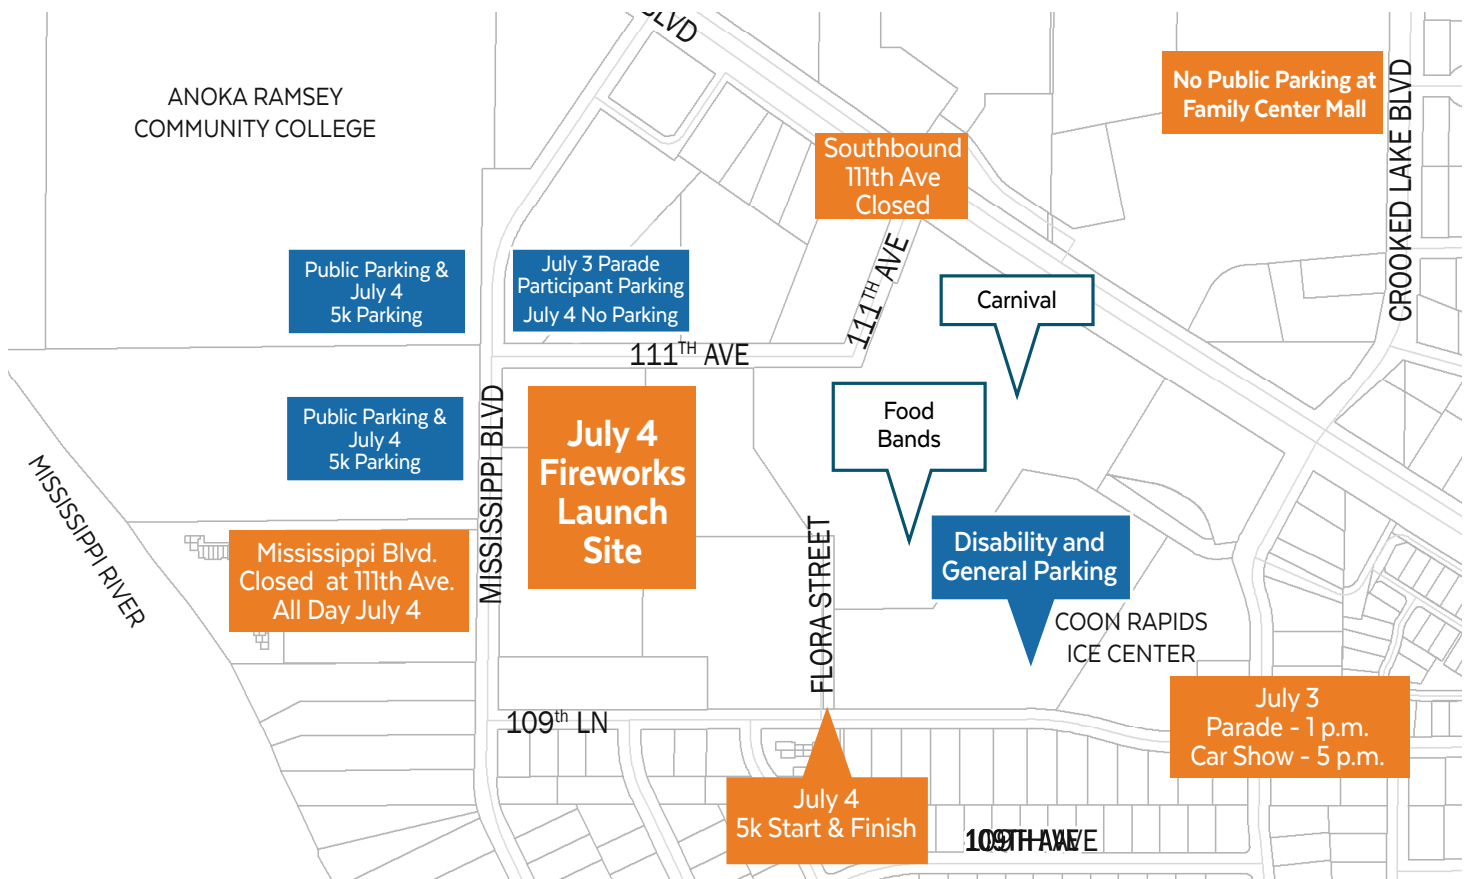 BLVD
ANOKA RAMSEY
COMMUNITY COLLEGE
No Public Parking at
Family Center Mall
CROOKED LAKE BLVD
Southbound
111th Ave
Closed
Public Parking &
July 4
5k Parking
July 3 Parade
Participant Parking
July 4 No Parking
111TH AVE
111TH AVE
Carnival
Public Parking &
July 4
5k Parking
MISSISSIPPI BLVD
July 4
Fireworks
Launch
Site
Food
Bands
MISSISSIPPI RIVER
Mississippi Blvd.
Closed at 111th Ave.
All Day July 4
FLORA STREET
Disability and
General Parking
COON RAPIDS
ICE CENTER
109th LN
July 3
Parade - 1 p.m.
Car Show - 5 p.m.
July 4
5k Start & Finish
109TH AVE
109TH AVE